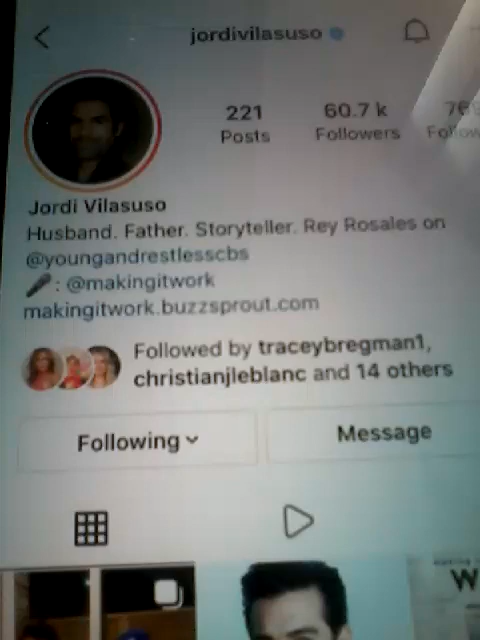 jordivilasuso
221
60.7 k
Posts
Followers
Jordi Vilasuso
Husband. Father. Storyteller. Rey Rosales on
@youngandrestlesscbs
🎤: @makingitwork
makingitwork.buzzsprout.com
Followed by traceybregman1,
christianjleblanc and 14 others
Following
Message
W